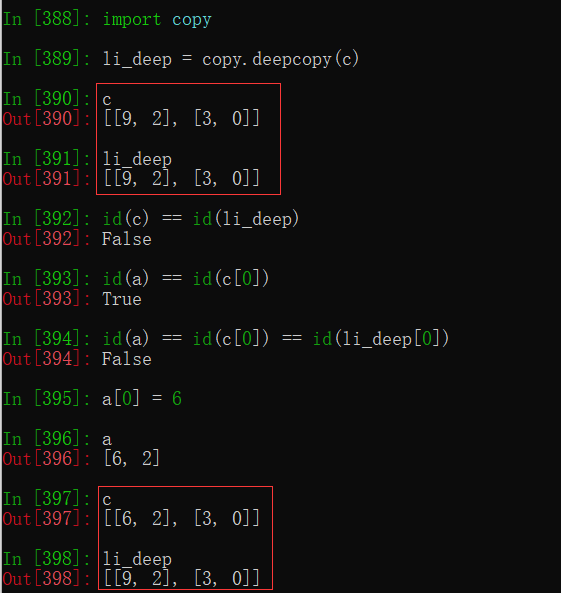 In [388]: import copy
In [389]: li_deep = copy.deepcopy(c)
In [390]: c
Out[390]: [[9, 2], [3, 0]]
In [391]: li_deep
Out[391]: [[9, 2], [3, 0]]
In [392]: id(c) == id(li_deep)
Out[392]: False
In [393]: id(a) == id(c[0])
Out[393]: True
In [394]: id(a) == id(c[0]) == id(li_deep[0])
Out[394]: False
In [395]: a[0] = 6
In [396]: a
Out[396]: [6, 2]
In [397]: c
Out[397]: [[6, 2], [3, 0]]
In [398]: li_deep
Out[398]: [[9, 2], [3, 0]]